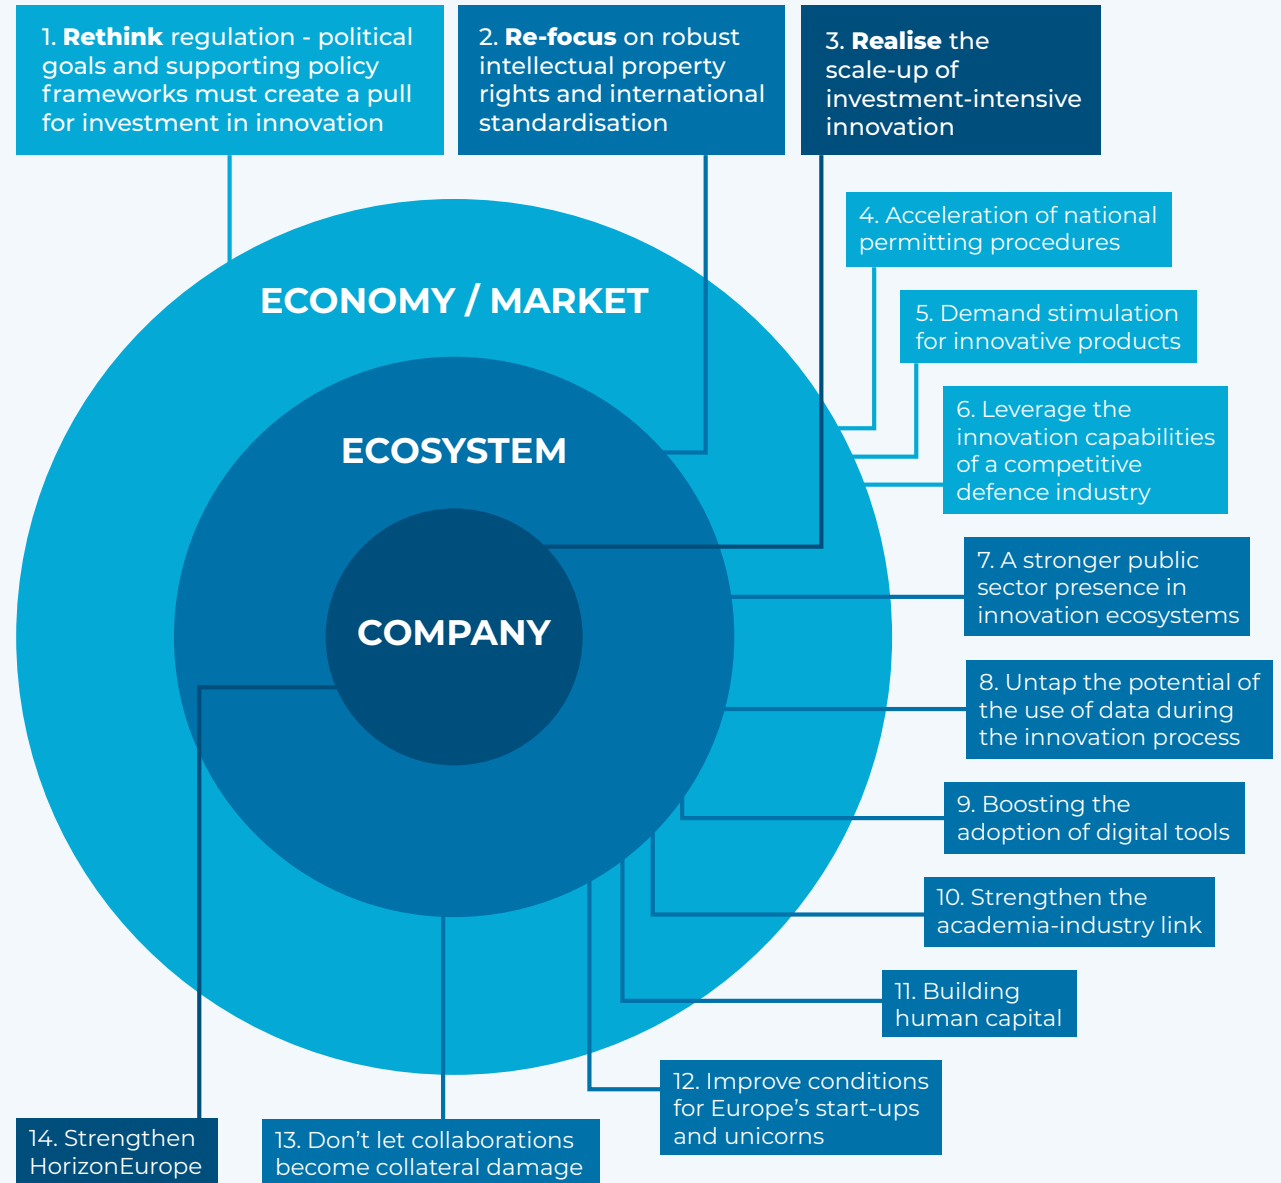 1. Rethink regulation - political
goals and supporting policy
frameworks must create a pull
for investment in innovation
2. Re-focus on robust
intellectual property
rights and international
standardisation
3. Realise the
scale-up of
investment-intensive
innovation
4. Acceleration of national
permitting procedures
5. Demand stimulation
for innovative products
6. Leverage the
innovation capabilities
of a competitive
defence industry
7. A stronger public
sector presence in
innovation ecosystems
8. Untap the potential of
the use of data during
the innovation process
9. Boosting the
adoption of digital tools
10. Strengthen the
academia-industry link
11. Building
human capital
12. Improve conditions
for Europe's start-ups
and unicorns
13. Don't let collaborations
become collateral damage
14. Strengthen
HorizonEurope
ECONOMY / MARKET
ECOSYSTEM
COMPANY